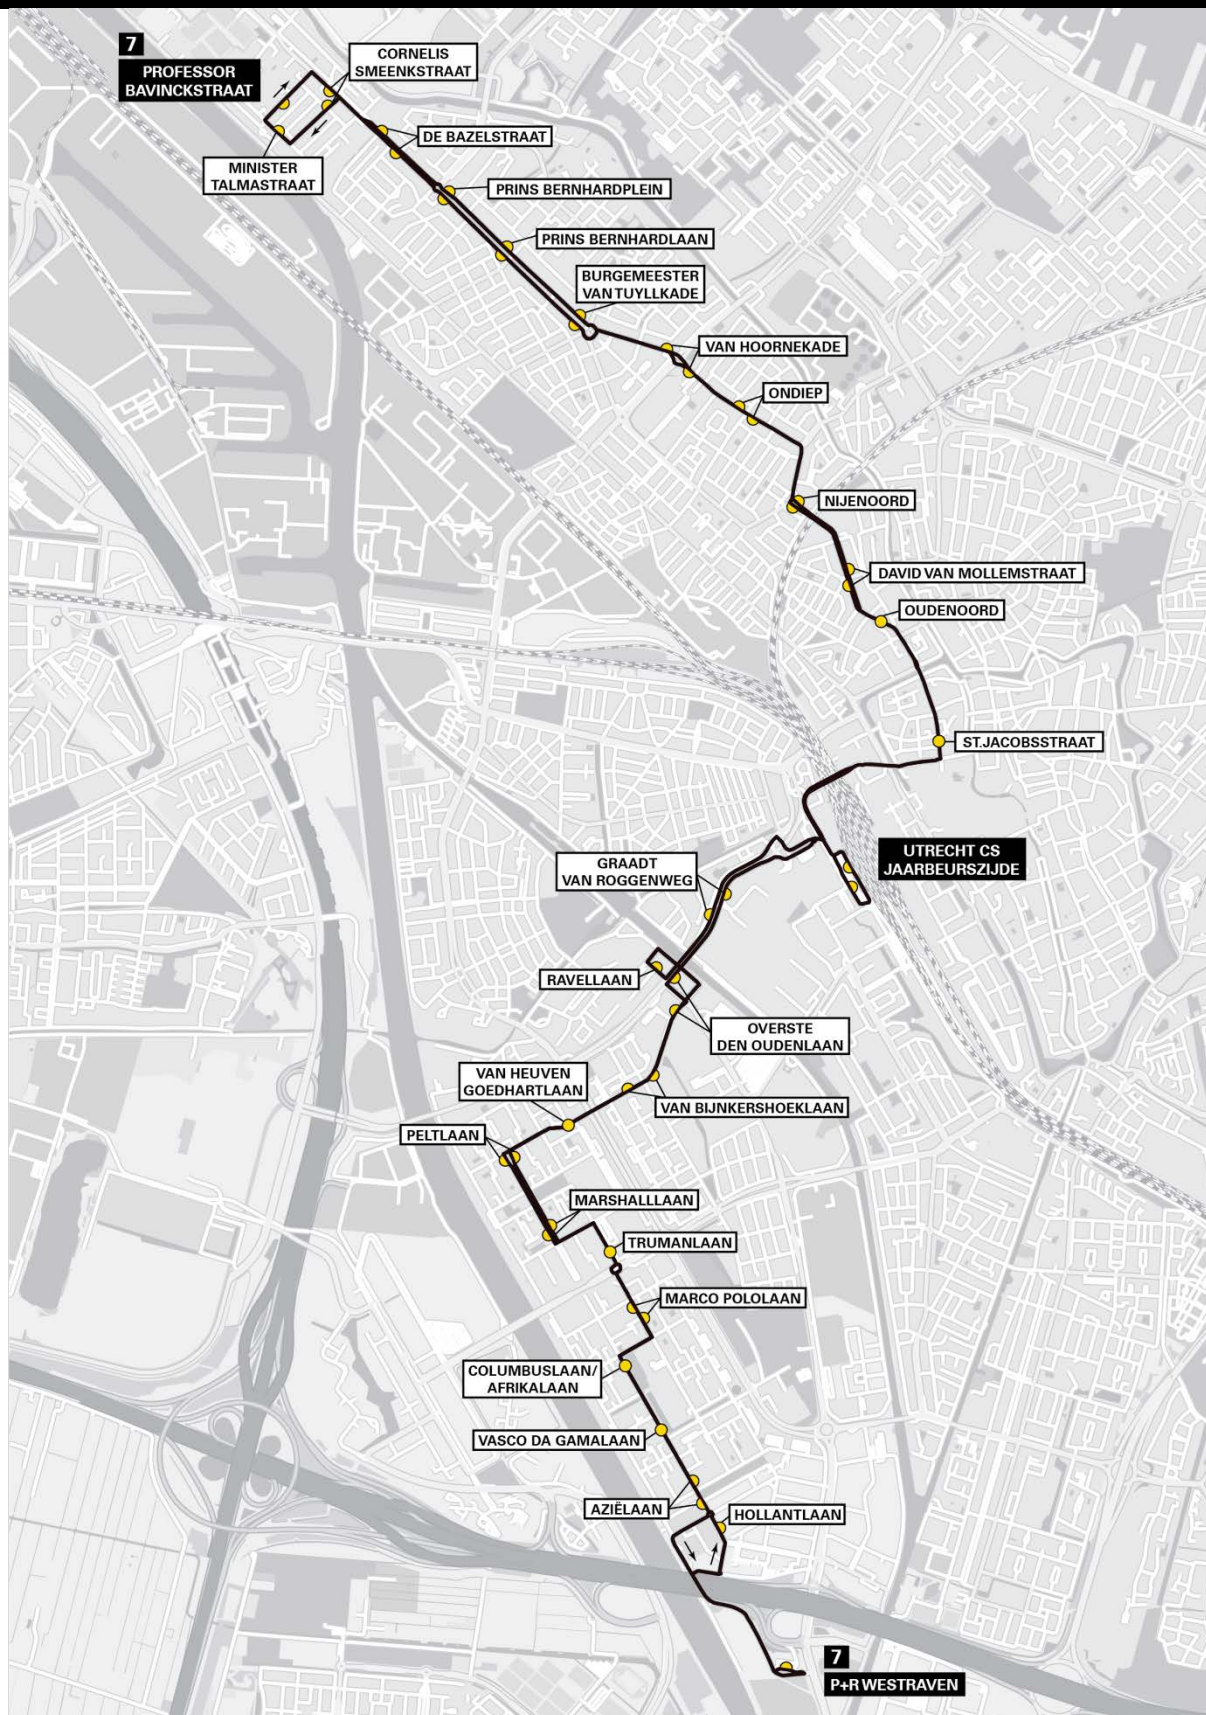 7
PROFESSOR
BAVINCKSTRAAT
CORNELIS
SMEENKSTRAAT
MINISTER
TALMASTRAAT
DE BAZELSTRAAT
PRINS BERNHARDPLEIN
PRINS BERNHARDLAAN
BURGEMEESTER
VAN TUYLLKADE
VAN HOORNEKADE
ONDIEP
NIJENOORD
DAVID VAN MOLLEMSTRAAT
OUDENOORD
ST.JACOBSSTRAAT
UTRECHT CS
JAARBEURSZIJDE
GRAADT
VAN ROGGENWEG
RAVELLAAN
OVERSTE
DEN OUDENLAAN
VAN HEUVEN
GOEDHARTLAAN
VAN BIJNKERSHOEKLAAN
PELTLAAN
MARSHALLLAAN
TRUMANLAAN
MARCO POLOLAAN
COLUMBUSLAAN/
AFRIKALAAN
VASCO DA GAMALAAN
AZIËLAAN
HOLLANTLAAN
7
P+R WESTRAVEN